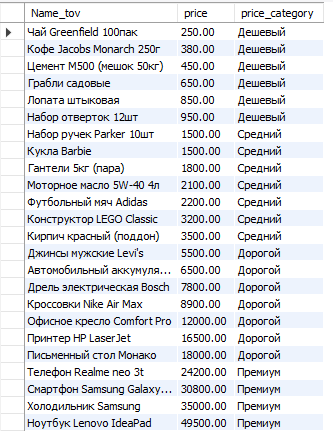 Name_tov price price_category
Чай Greenfield 100пак 250.00 Дешевый
Кофе Jacobs Monarch 250г 380.00 Дешевый
Цемент М500 (мешок 50кг) 450.00 Дешевый
Грабли садовые 650.00 Дешевый
Лопата штыковая 850.00 Дешевый
Набор отверток 12шт 950.00 Дешевый
Набор ручек Parker 10шт 1500.00 Средний
Кукла Barbie 1500.00 Средний
Гантели 5кг (пара) 1800.00 Средний
Моторное масло 5W-40 4л 2100.00 Средний
Футбольный мяч Adidas 2200.00 Средний
Конструктор LEGO Classic 3200.00 Средний
Кирпич красный (поддон) 3500.00 Средний
Джинсы мужские Levi's 5500.00 Дорогой
Автомобильный аккумуля... 6500.00 Дорогой
Дрель электрическая Bosch 7800.00 Дорогой
Кроссовки Nike Air Max 8900.00 Дорогой
Офисное кресло Comfort Pro 12000.00 Дорогой
Принтер HP LaserJet 16500.00 Дорогой
Письменный стол Монако 18000.00 Дорогой
Телефон Realme neo 3t 24200.00 Премиум
Смартфон Samsung Galaxy... 30800.00 Премиум
Холодильник Samsung 35000.00 Премиум
Ноутбук Lenovo IdeaPad 49500.00 Премиум